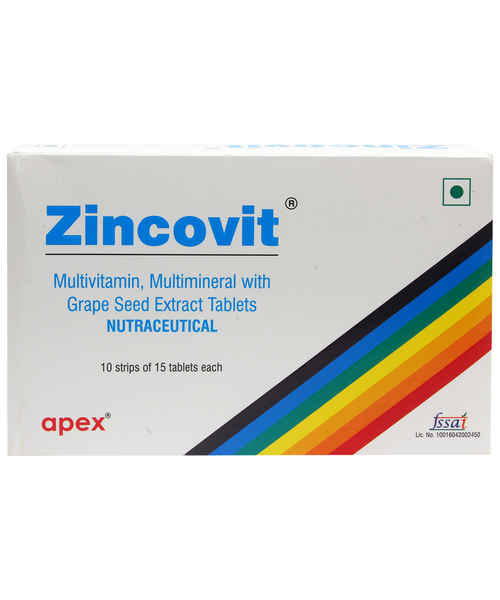 Zincovit
Zincovit®
Multivitamin, Multimineral with
Grape Seed Extract Tablets
NUTRACEUTICAL
10 strips of 15 tablets each
apex®
fssai
Lic. No. 10016042002450